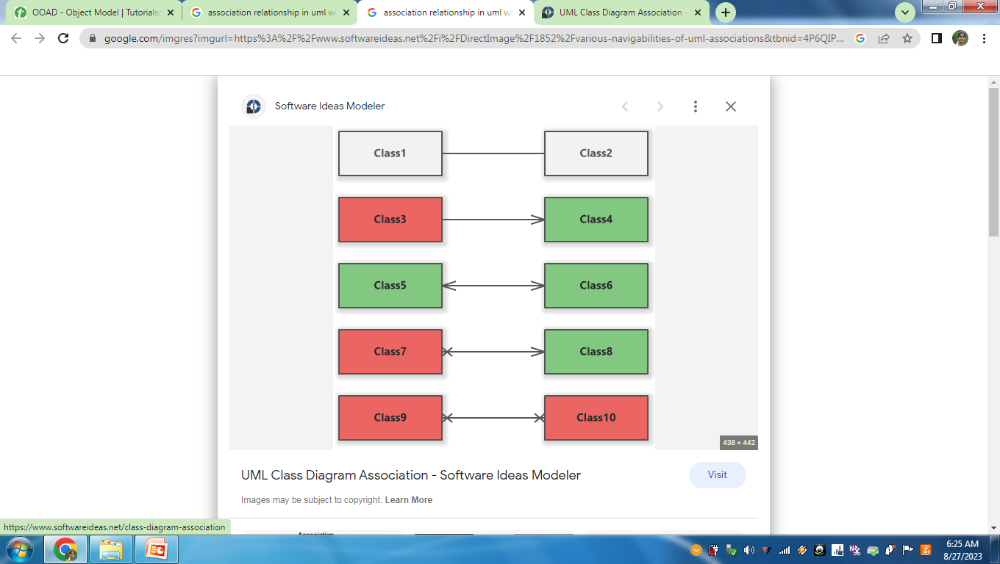 OOAD - Object Model | Tutorials
association relationship in uml wi
association relationship in uml wi
UML Class Diagram Association -
google.com/imgres?imgurl=https%3A%2F%2Fwww.softwareideas.net%2Fi%2FDirectImage%2F1852%2Fvarious-navigabilities-of-uml-associations&tbnid=4P6QIP...
Software Ideas Modeler
Class1
Class2
Class3
Class4
Class5
Class6
Class7
Class8
Class9
Class10
438 × 442
UML Class Diagram Association - Software Ideas Modeler
Visit
Images may be subject to copyright. Learn More
https://www.softwareideas.net/class-diagram-association
Association
6:25 AM
8/27/2023